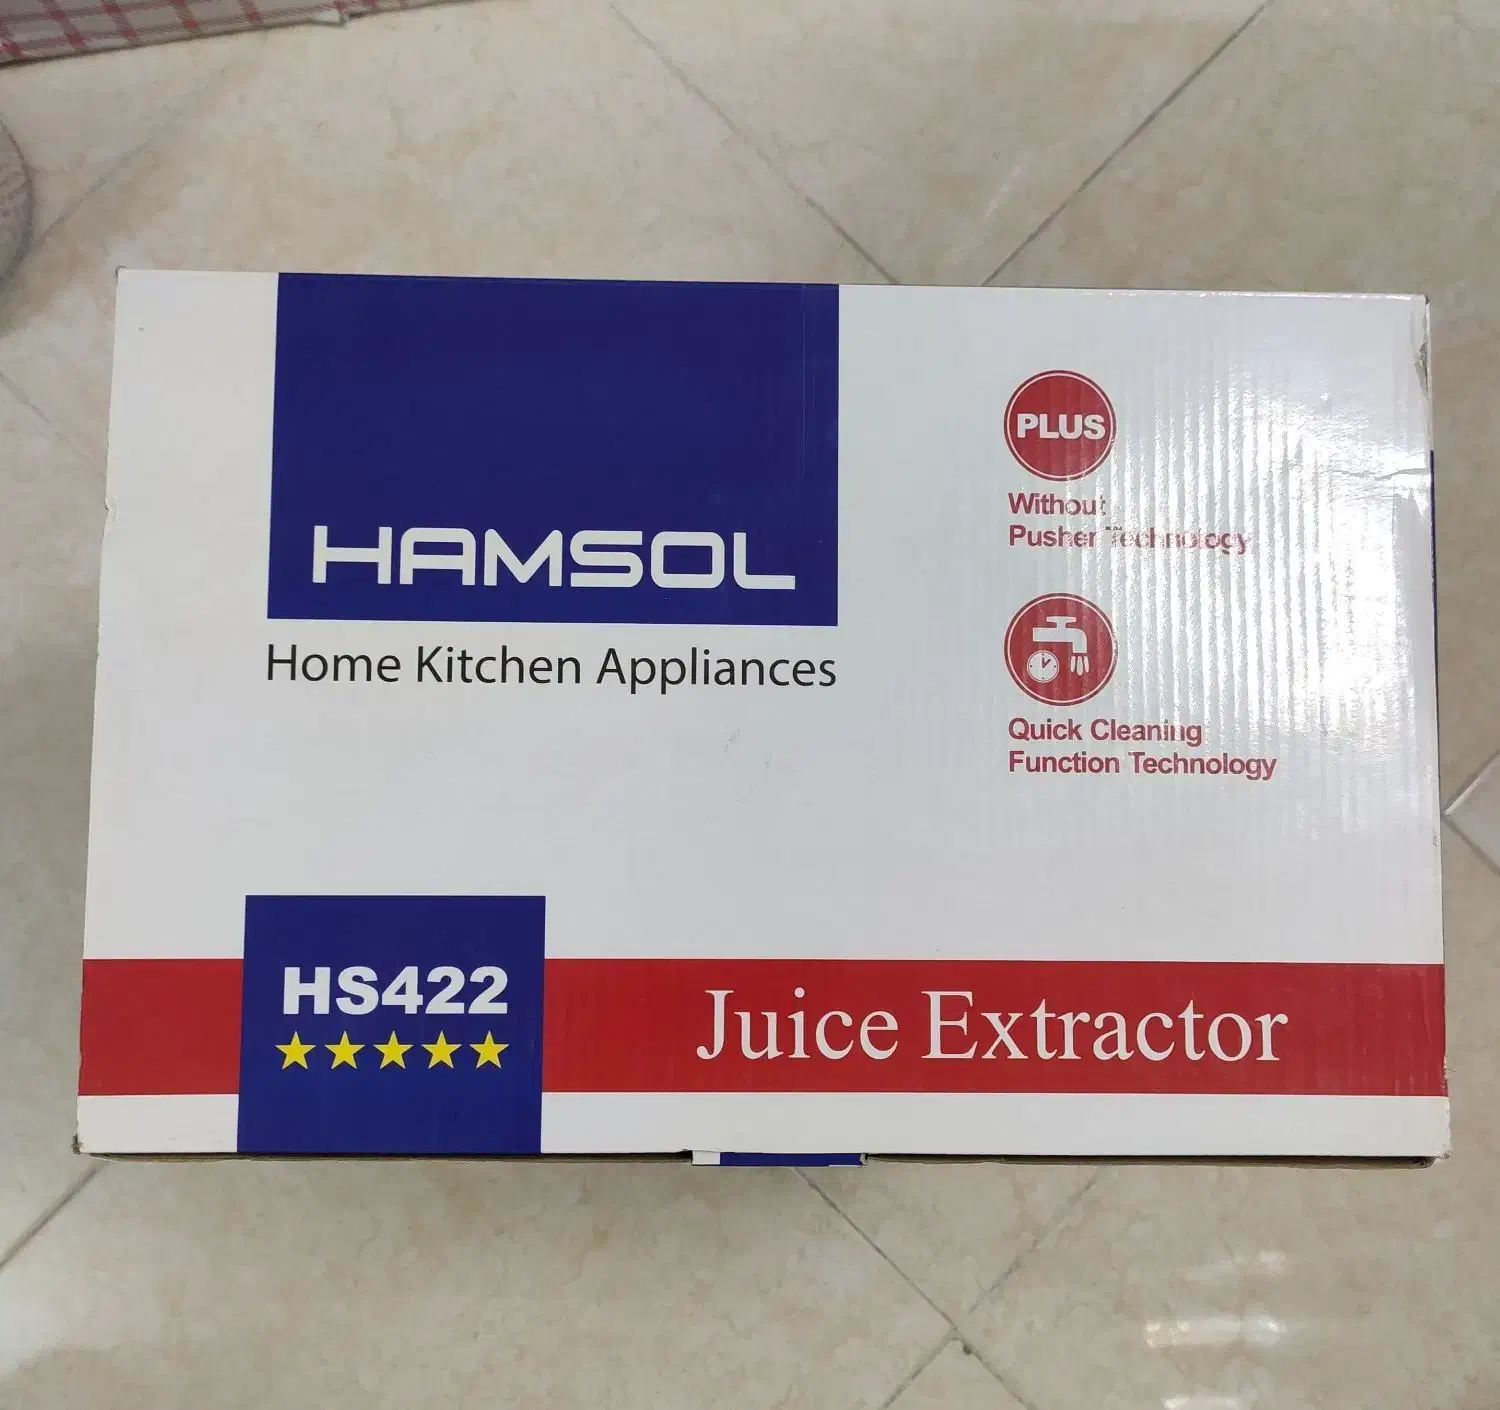 HAMSOL
Home Kitchen Appliances
PLUS
Without
Pusher Technology
Quick Cleaning
Function Technology
HS422
Juice Extractor